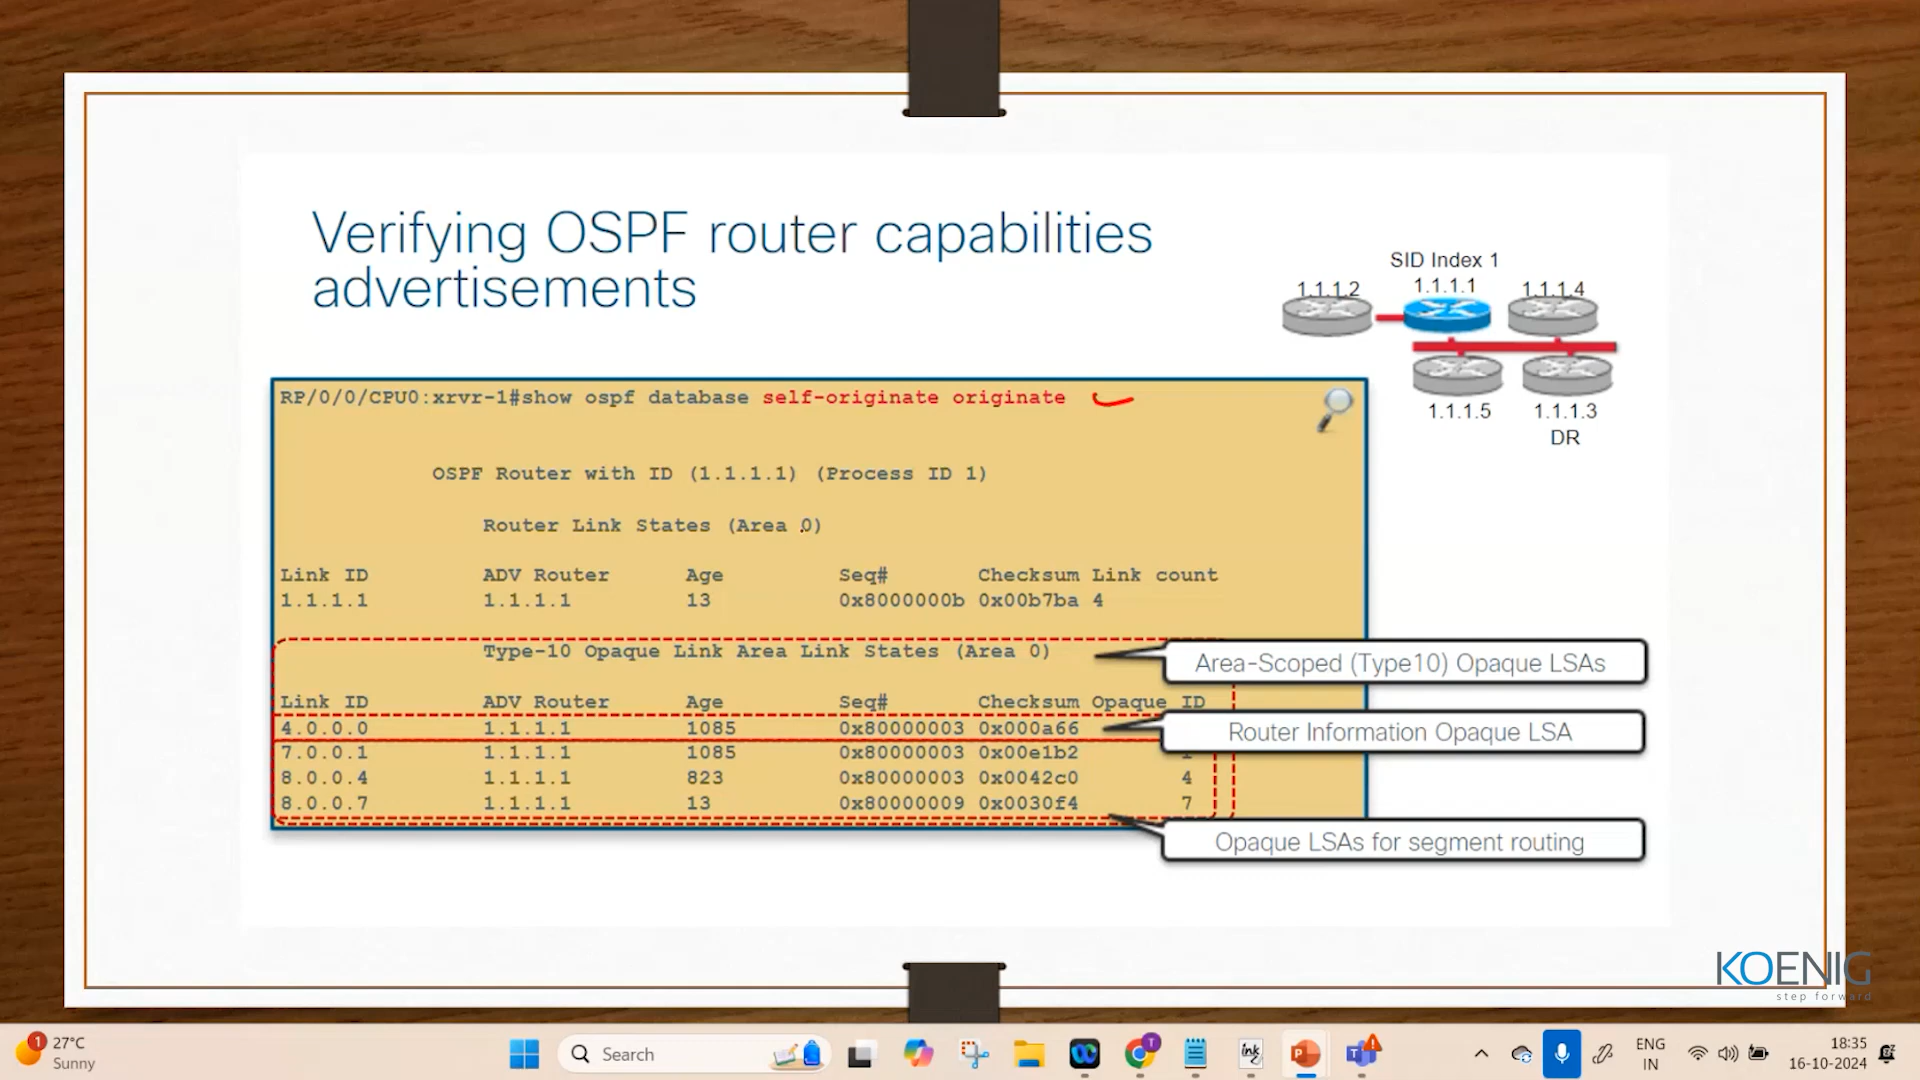 Verifying OSPF router capabilities
advertisements
SID Index 1
1.1.1.2
1.1.1.1
1.1.1.4
1.1.1.5
1.1.1.3
DR
RP/0/0/CPU0:xrvr-1#show ospf database self-originate originate
OSPF Router with ID (1.1.1.1) (Process ID 1)
Router Link States (Area 0)
Link ID ADV Router Age Seq# Checksum Link count
1.1.1.1 1.1.1.1 13 0x8000000b 0x00b7ba 4
Type-10 Opaque Link Area Link States (Area 0)
Area-Scoped (Type10) Opaque LSAs
Link ID ADV Router Age Seq# Checksum Opaque ID
4.0.0.0 1.1.1.1 1085 0x80000003 0x000a66
Router Information Opaque LSA
7.0.0.1 1.1.1.1 1085 0x80000003 0x00e1b2
8.0.0.4 1.1.1.1 823 0x80000003 0x0042c0 4
8.0.0.7 1.1.1.1 13 0x80000009 0x0030f4 7
Opaque LSAs for segment routing
KOENIG
step forward
1
27°C
Sunny
Search
ENG
IN
18:35
16-10-2024